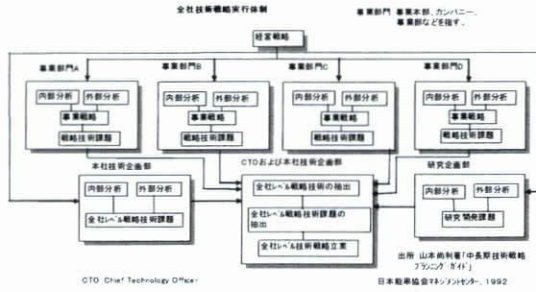 全社技術戦略実行体制
事業部門 事業本部、カンパニー、
事業部などを指す。
経営戦略
事業部門A
事業部門B
事業部門C
事業部門D
内部分析 外部分析
事業戦略
戦略技術課題
内部分析 外部分析
事業戦略
戦略技術課題
内部分析 外部分析
事業戦略
戦略技術課題
内部分析 外部分析
事業戦略
戦略技術課題
本社技術企画部
内部分析 外部分析
全社レベル戦略技術課題
CTOおよび本社技術企画部
全社レベル戦略技術の抽出
全社レベル戦略技術課題の
抽出
全社レベル技術戦略立案
研究企画部
内部分析 外部分析
研究開発課題
CTO Chief Technology Officer
出所 山本尚利著「中長期技術戦略
プランニング ガイド」
日本能率協会マネジメントセンター、1992